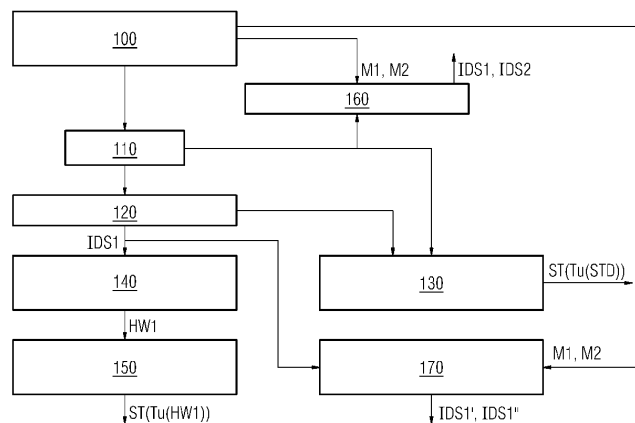 100
M1, M2
IDS1, IDS2
160
110
120
IDS1
130
ST(Tu(STD))
140
HW1
150
170
M1, M2
ST(Tu(HW1))
IDS1', IDS1"